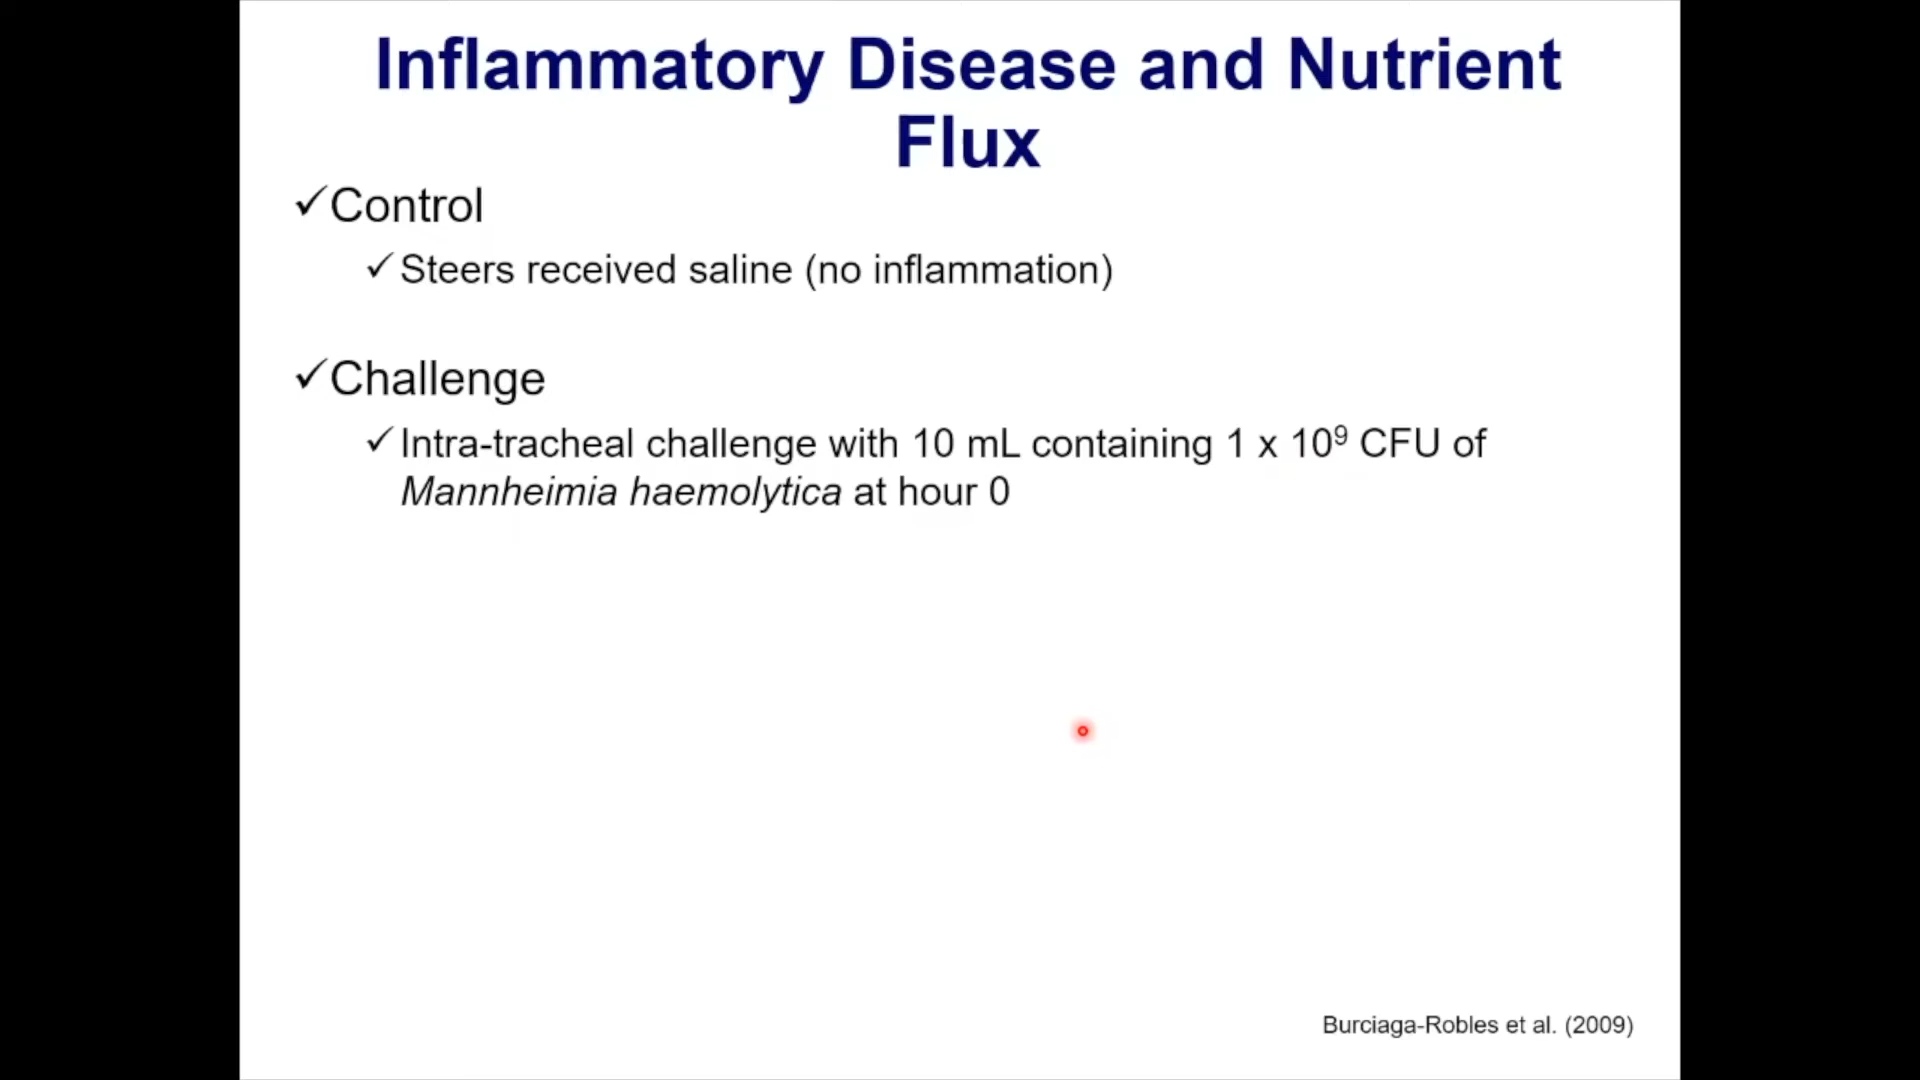 Inflammatory Disease and Nutrient
Flux
✓Control
✓Steers received saline (no inflammation)
✓Challenge
✓Intra-tracheal challenge with 10 mL containing 1 x 10⁹ CFU of
Mannheimia haemolytica at hour 0
Burciaga-Robles et al. (2009)